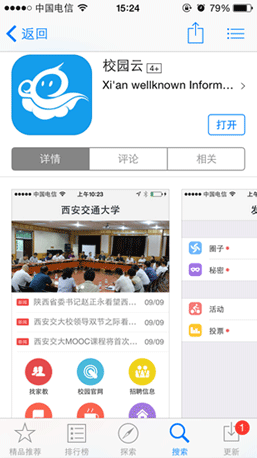 中国电信 15:24 79%
返回
校园云 4+
Xi'an wellknown Inform...
打开
详情 评论 相关
中国电信 上午10:23
西安交通大学
陕西省委书记赵正永看望西... 09/09
西安交大校领导双节之际看... 09/09
西安交大MOOC课程将首次... 09/09
找家教 校园官网 招聘信息
发
圈子
秘密
活动
投票
精品推荐 排行榜 探索 搜索 更新
1